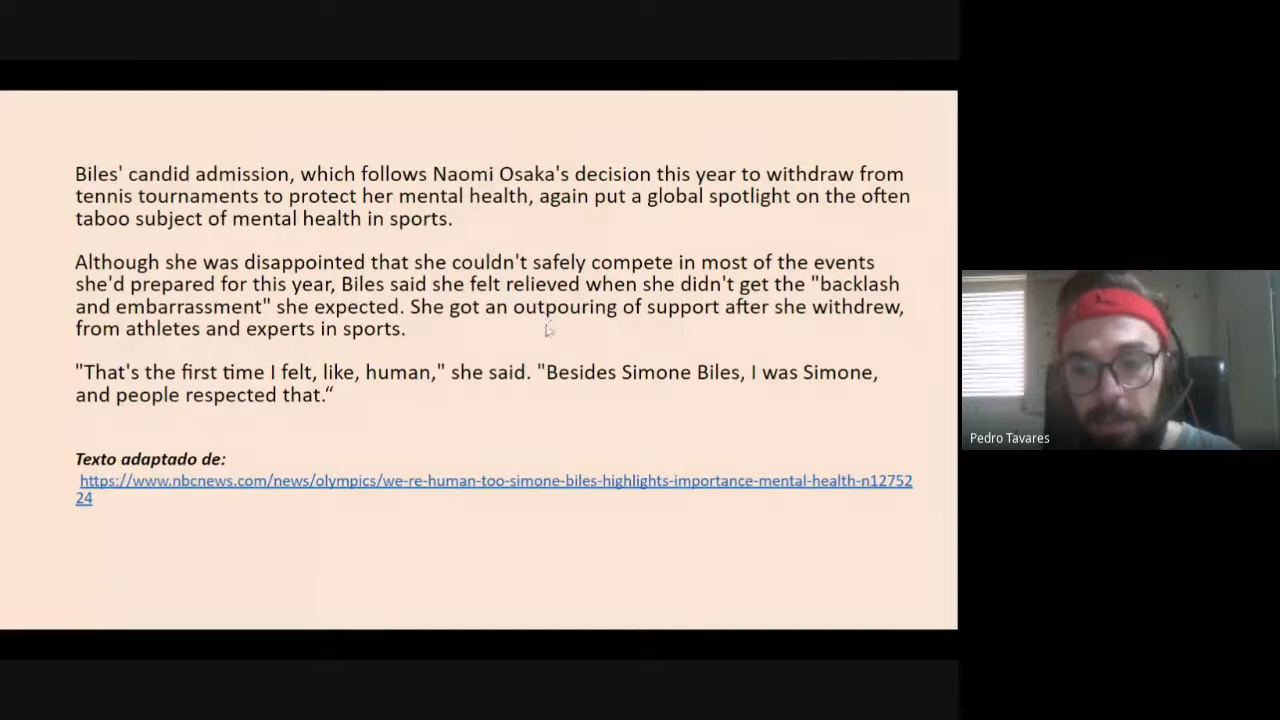 Biles' candid admission, which follows Naomi Osaka's decision this year to withdraw from
tennis tournaments to protect her mental health, again put a global spotlight on the often
taboo subject of mental health in sports.
Although she was disappointed that she couldn't safely compete in most of the events
she'd prepared for this year, Biles said she felt relieved when she didn't get the "backlash
and embarrassment" she expected. She got an outpouring of support after she withdrew,
from athletes and experts in sports.
"That's the first time I felt, like, human," she said. "Besides Simone Biles, I was Simone,
and people respected that.“
Texto adaptado de:
https://www.nbcnews.com/news/olympics/we-re-human-too-simone-biles-highlights-importance-mental-health-n12752
24
Pedro Tavares